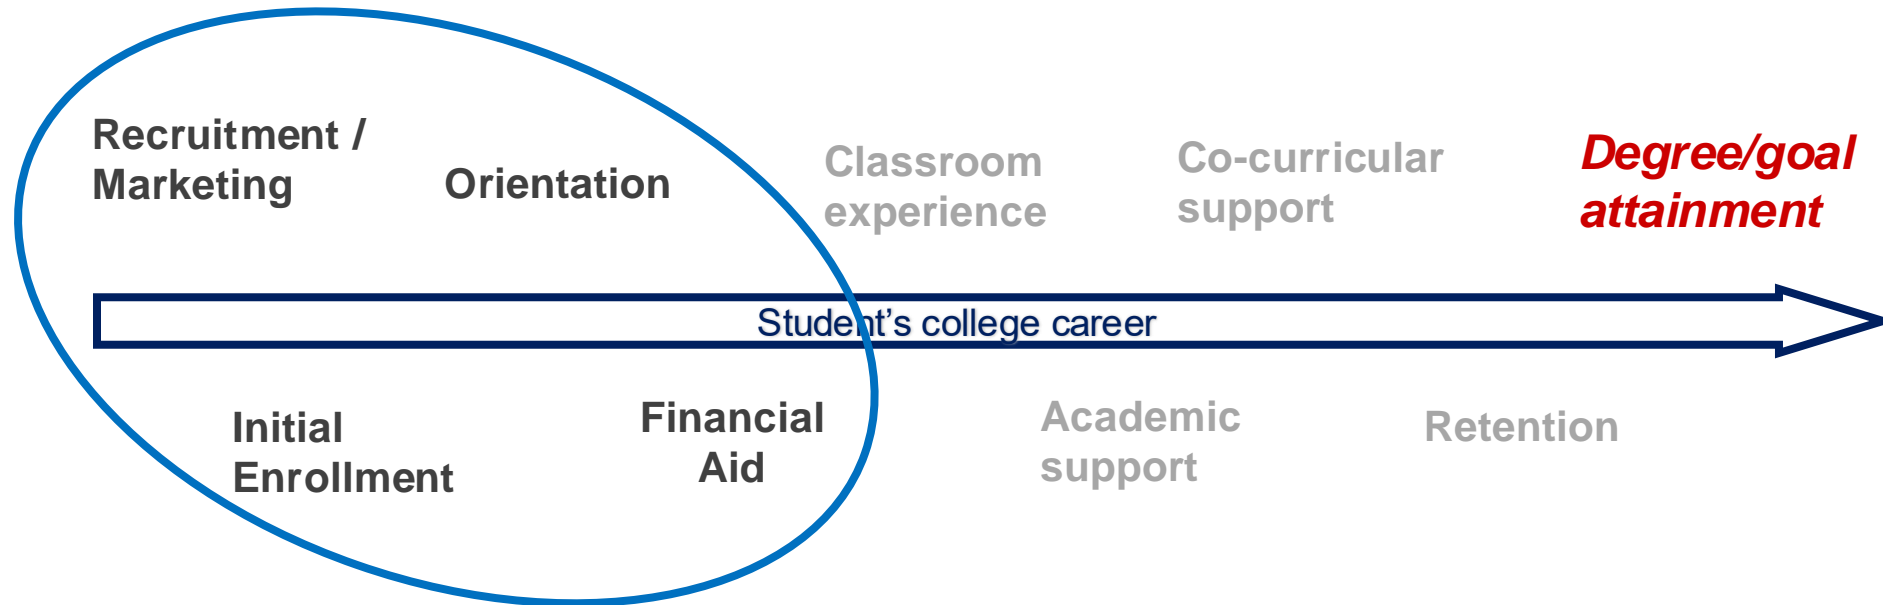 Recruitment /
Marketing
Orientation
Classroom
experience
Co-curricular
support
Degree/goal
attainment
Student’s college career
Initial
Enrollment
Financial
Aid
Academic
support
Retention